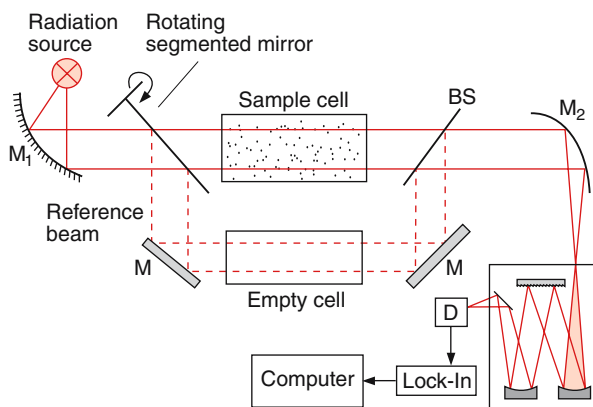 Radiation
source
Rotating
segmented mirror
Sample cell
BS
M2
M1
Reference
beam
M
M
Empty cell
D
Computer
Lock-In